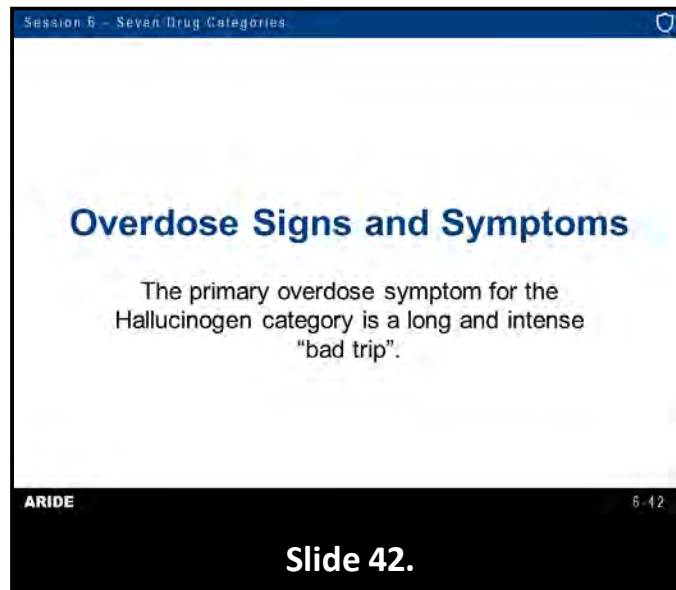 Session 6 - Seven Drug Categories
Overdose Signs and Symptoms
The primary overdose symptom for the
Hallucinogen category is a long and intense
“bad trip”.
ARIDE
6-42
Slide 42.